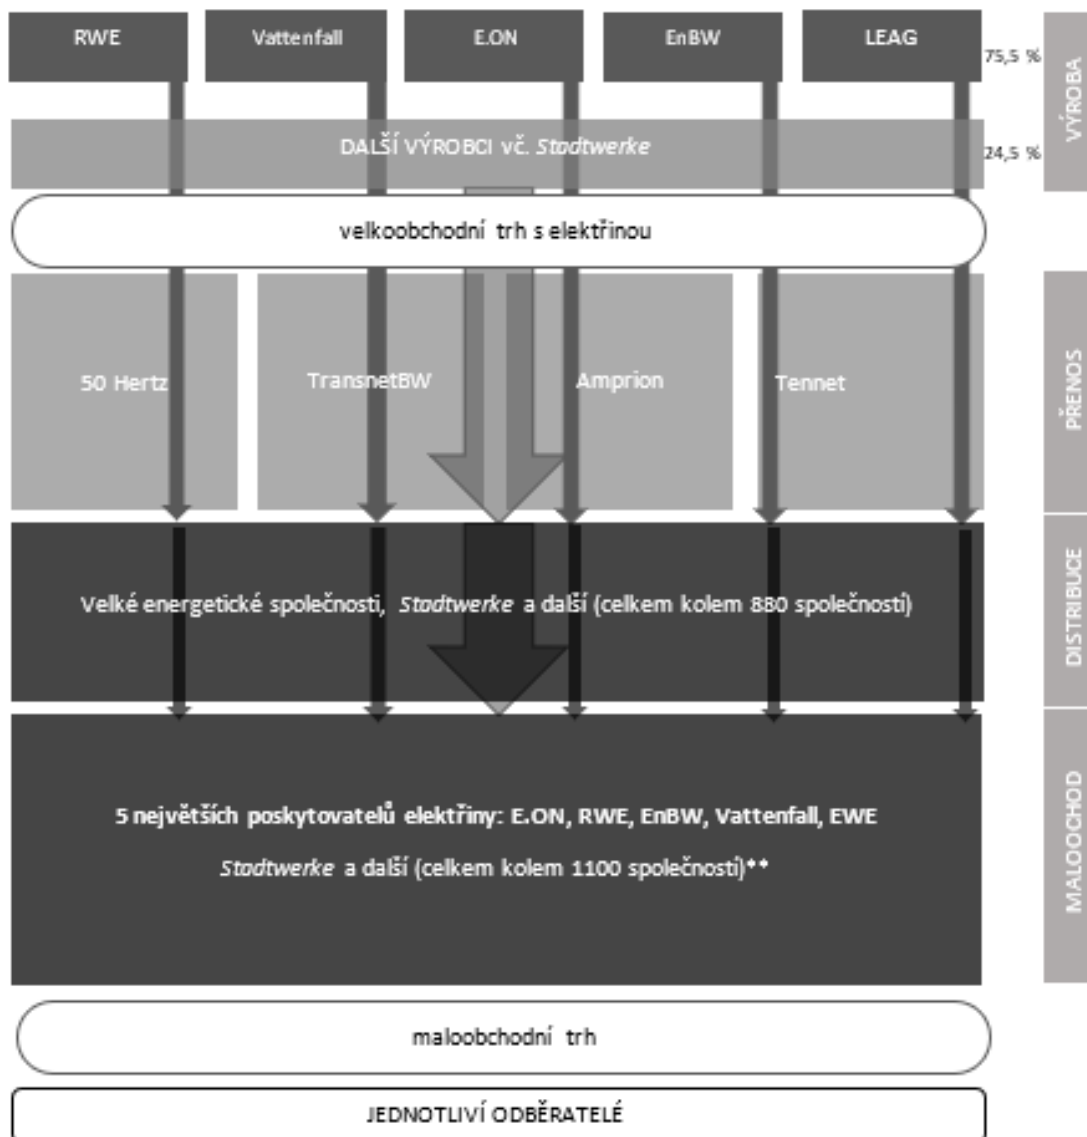 RWE
Vattenfall
E.ON
EnBW
LEAG
75,5 %
VÝROBA
DALŠÍ VÝROBCI vč. Stadtwerke
24,5 %
velkoobchodní trh s elektřinou
50 Hertz
TransnetBW
Amprion
Tennet
PŘENOS
Velké energetické společnosti, Stadtwerke a další (celkem kolem 880 společností)
DISTRIBUCE
5 největších poskytovatelů elektřiny: E.ON, RWE, EnBW, Vattenfall, EWE
Stadtwerke a další (celkem kolem 1100 společností)**
MALOOCHOD
maloobchodní trh
JEDNOTLIVÍ ODBĚRATELÉ